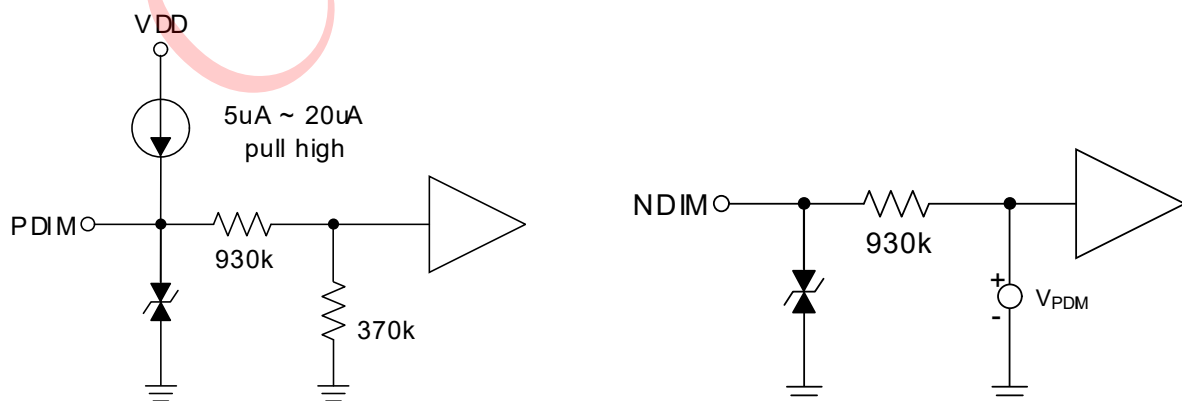 VDD
5uA ~ 20uA
pull high
PDIM
930k
370k
NDIM
930k
+
-
VPDM